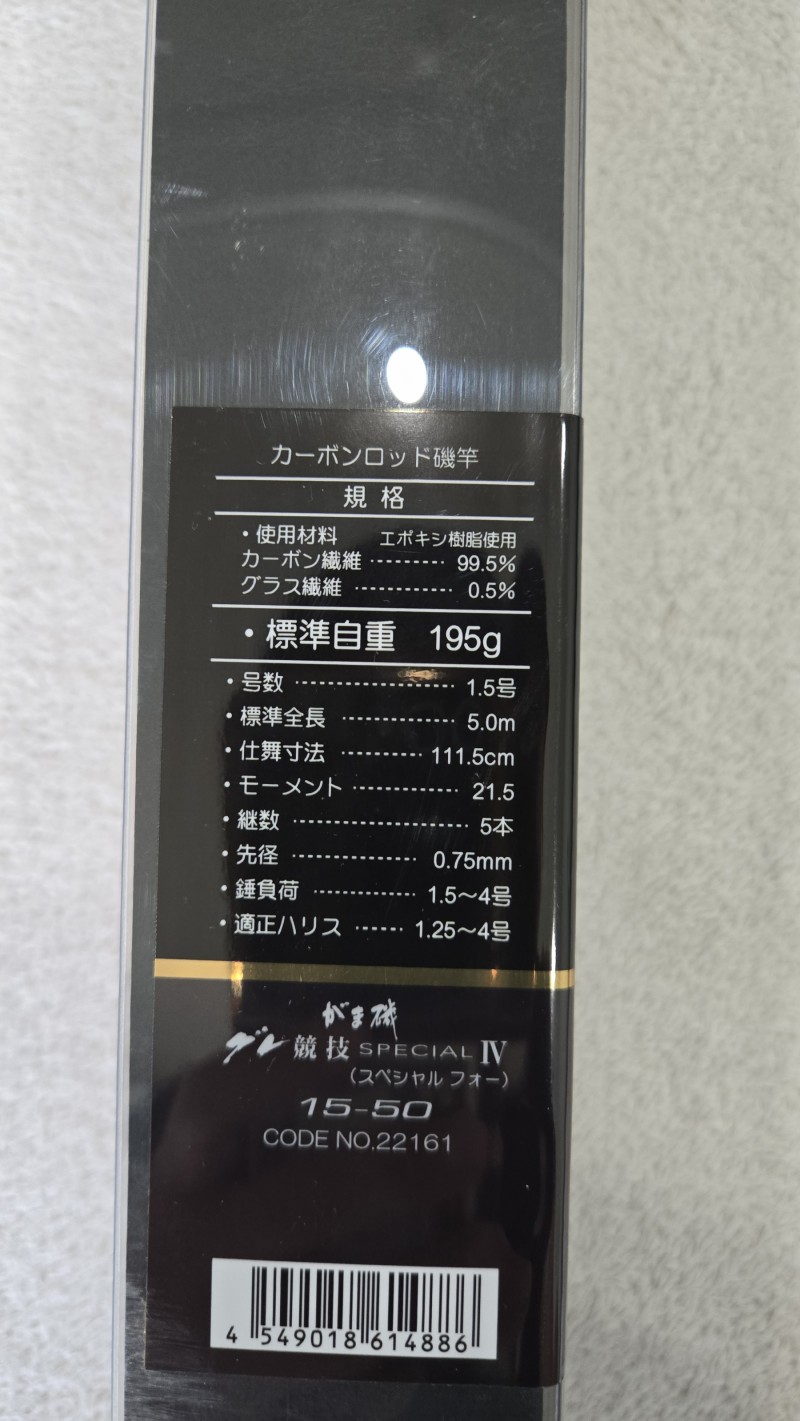 カーボンロッド磯竿
規格
・使用材料 エポキシ樹脂使用
カーボン繊維 ・・・・・・・・・ 99.5%
グラス繊維 ・・・・・・・・・・・・ 0.5%
・標準自重 195g
・号数 ・・・・・・・・・・・・・・・・・・・ 1.5号
・標準全長 ・・・・・・・・・・・・・ 5.0m
・仕舞寸法 ・・・・・・・・・・ 111.5cm
・モーメント ・・・・・・・・・・・・ 21.5
・継数 ・・・・・・・・・・・・・・・・・・・・・ 5本
・先径 ・・・・・・・・・・・・・・・ 0.75mm
・錘負荷 ・・・・・・・・・・・・ 1.5〜4号
・適正ハリス ・・・・・・ 1.25〜4号
がま磯
グレ競技 SPECIAL IV
(スペシャル フォー)
15-50
CODE NO.22161
4 549018 614886